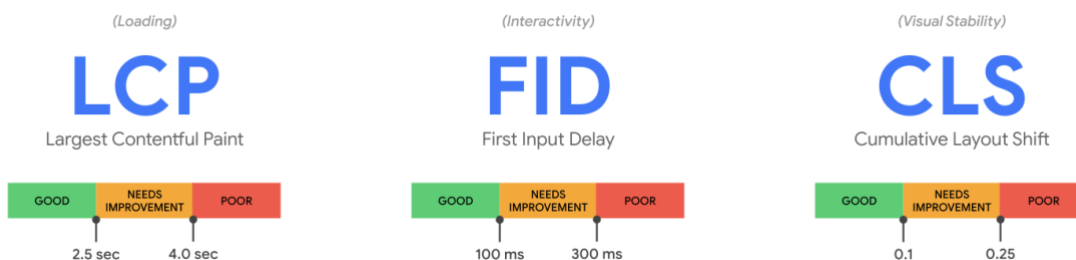 (Loading)
LCP
Largest Contentful Paint
GOOD
NEEDS
IMPROVEMENT
POOR
2.5 sec
4.0 sec
(Interactivity)
FID
First Input Delay
GOOD
NEEDS
IMPROVEMENT
POOR
100 ms
300 ms
(Visual Stability)
CLS
Cumulative Layout Shift
GOOD
NEEDS
IMPROVEMENT
POOR
0.1
0.25